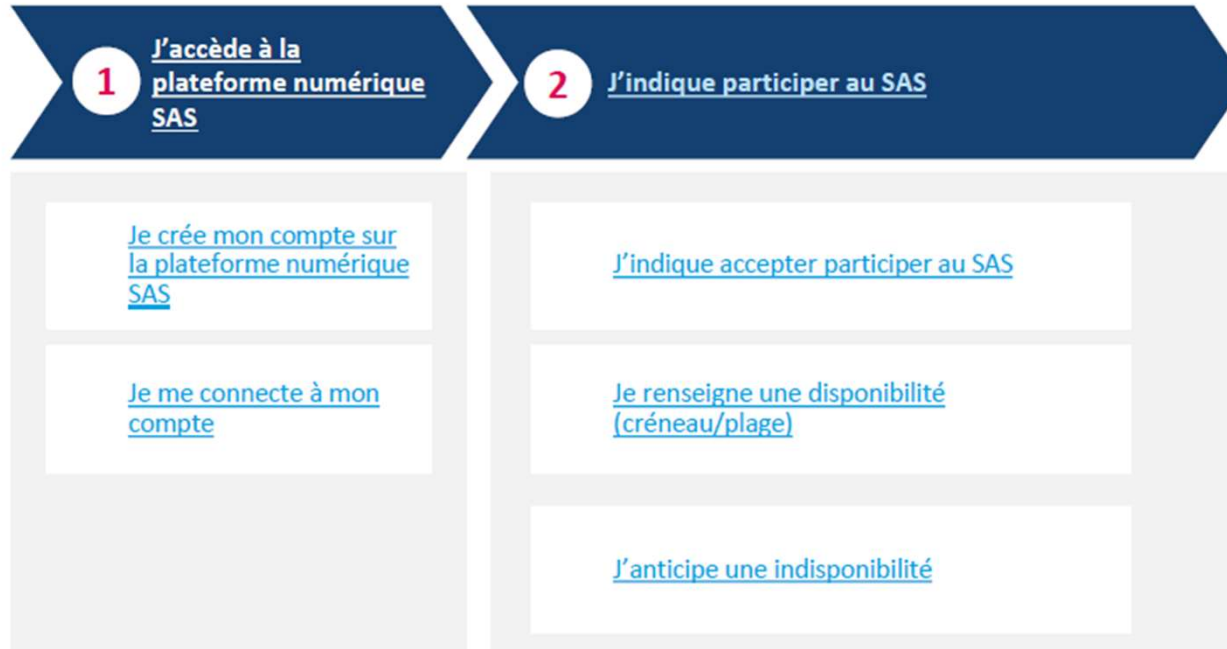 1
J’accède à la
plateforme numérique
SAS
2
J’indique participer au SAS
Je crée mon compte sur
la plateforme numérique
SAS
Je me connecte à mon
compte
J’indique accepter participer au SAS
Je renseigne une disponibilité
(créneau/plage)
J’anticipe une indisponibilité